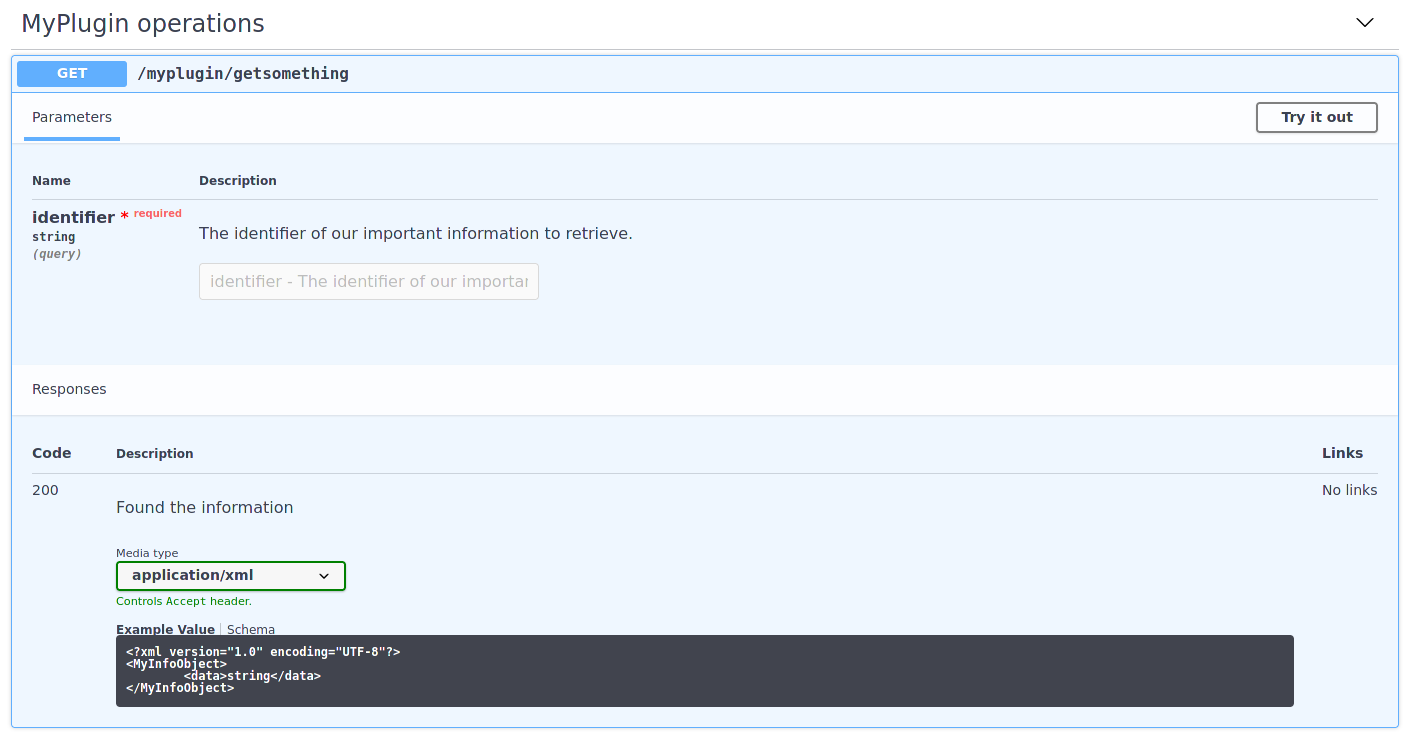 MyPlugin operations
GET /myplugin/getsomething
Parameters Try it out
Name Description
identifier * required
string
(query)
The identifier of our important information to retrieve.
identifier - The identifier of our importar
Responses
Code Description Links
200 Found the information No links
Media type
application/xml
Controls Accept header.
Example Value Schema
<?xml version="1.0" encoding="UTF-8"?>
<MyInfoObject>
<data>string</data>
</MyInfoObject>